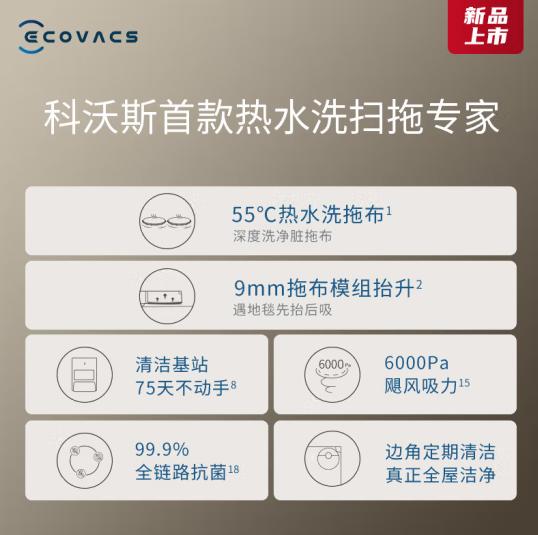 ECOVACS
新品
上市
科沃斯首款热水洗扫拖专家
55℃热水洗拖布1
深度洗净脏拖布
9mm拖布模组抬升2
遇地毯先抬后吸
清洁基站
75天不动手8
6000Pa
6000Pa
飓风吸力15
99.9%
全链路抗菌18
边角定期清洁
真正全屋洁净